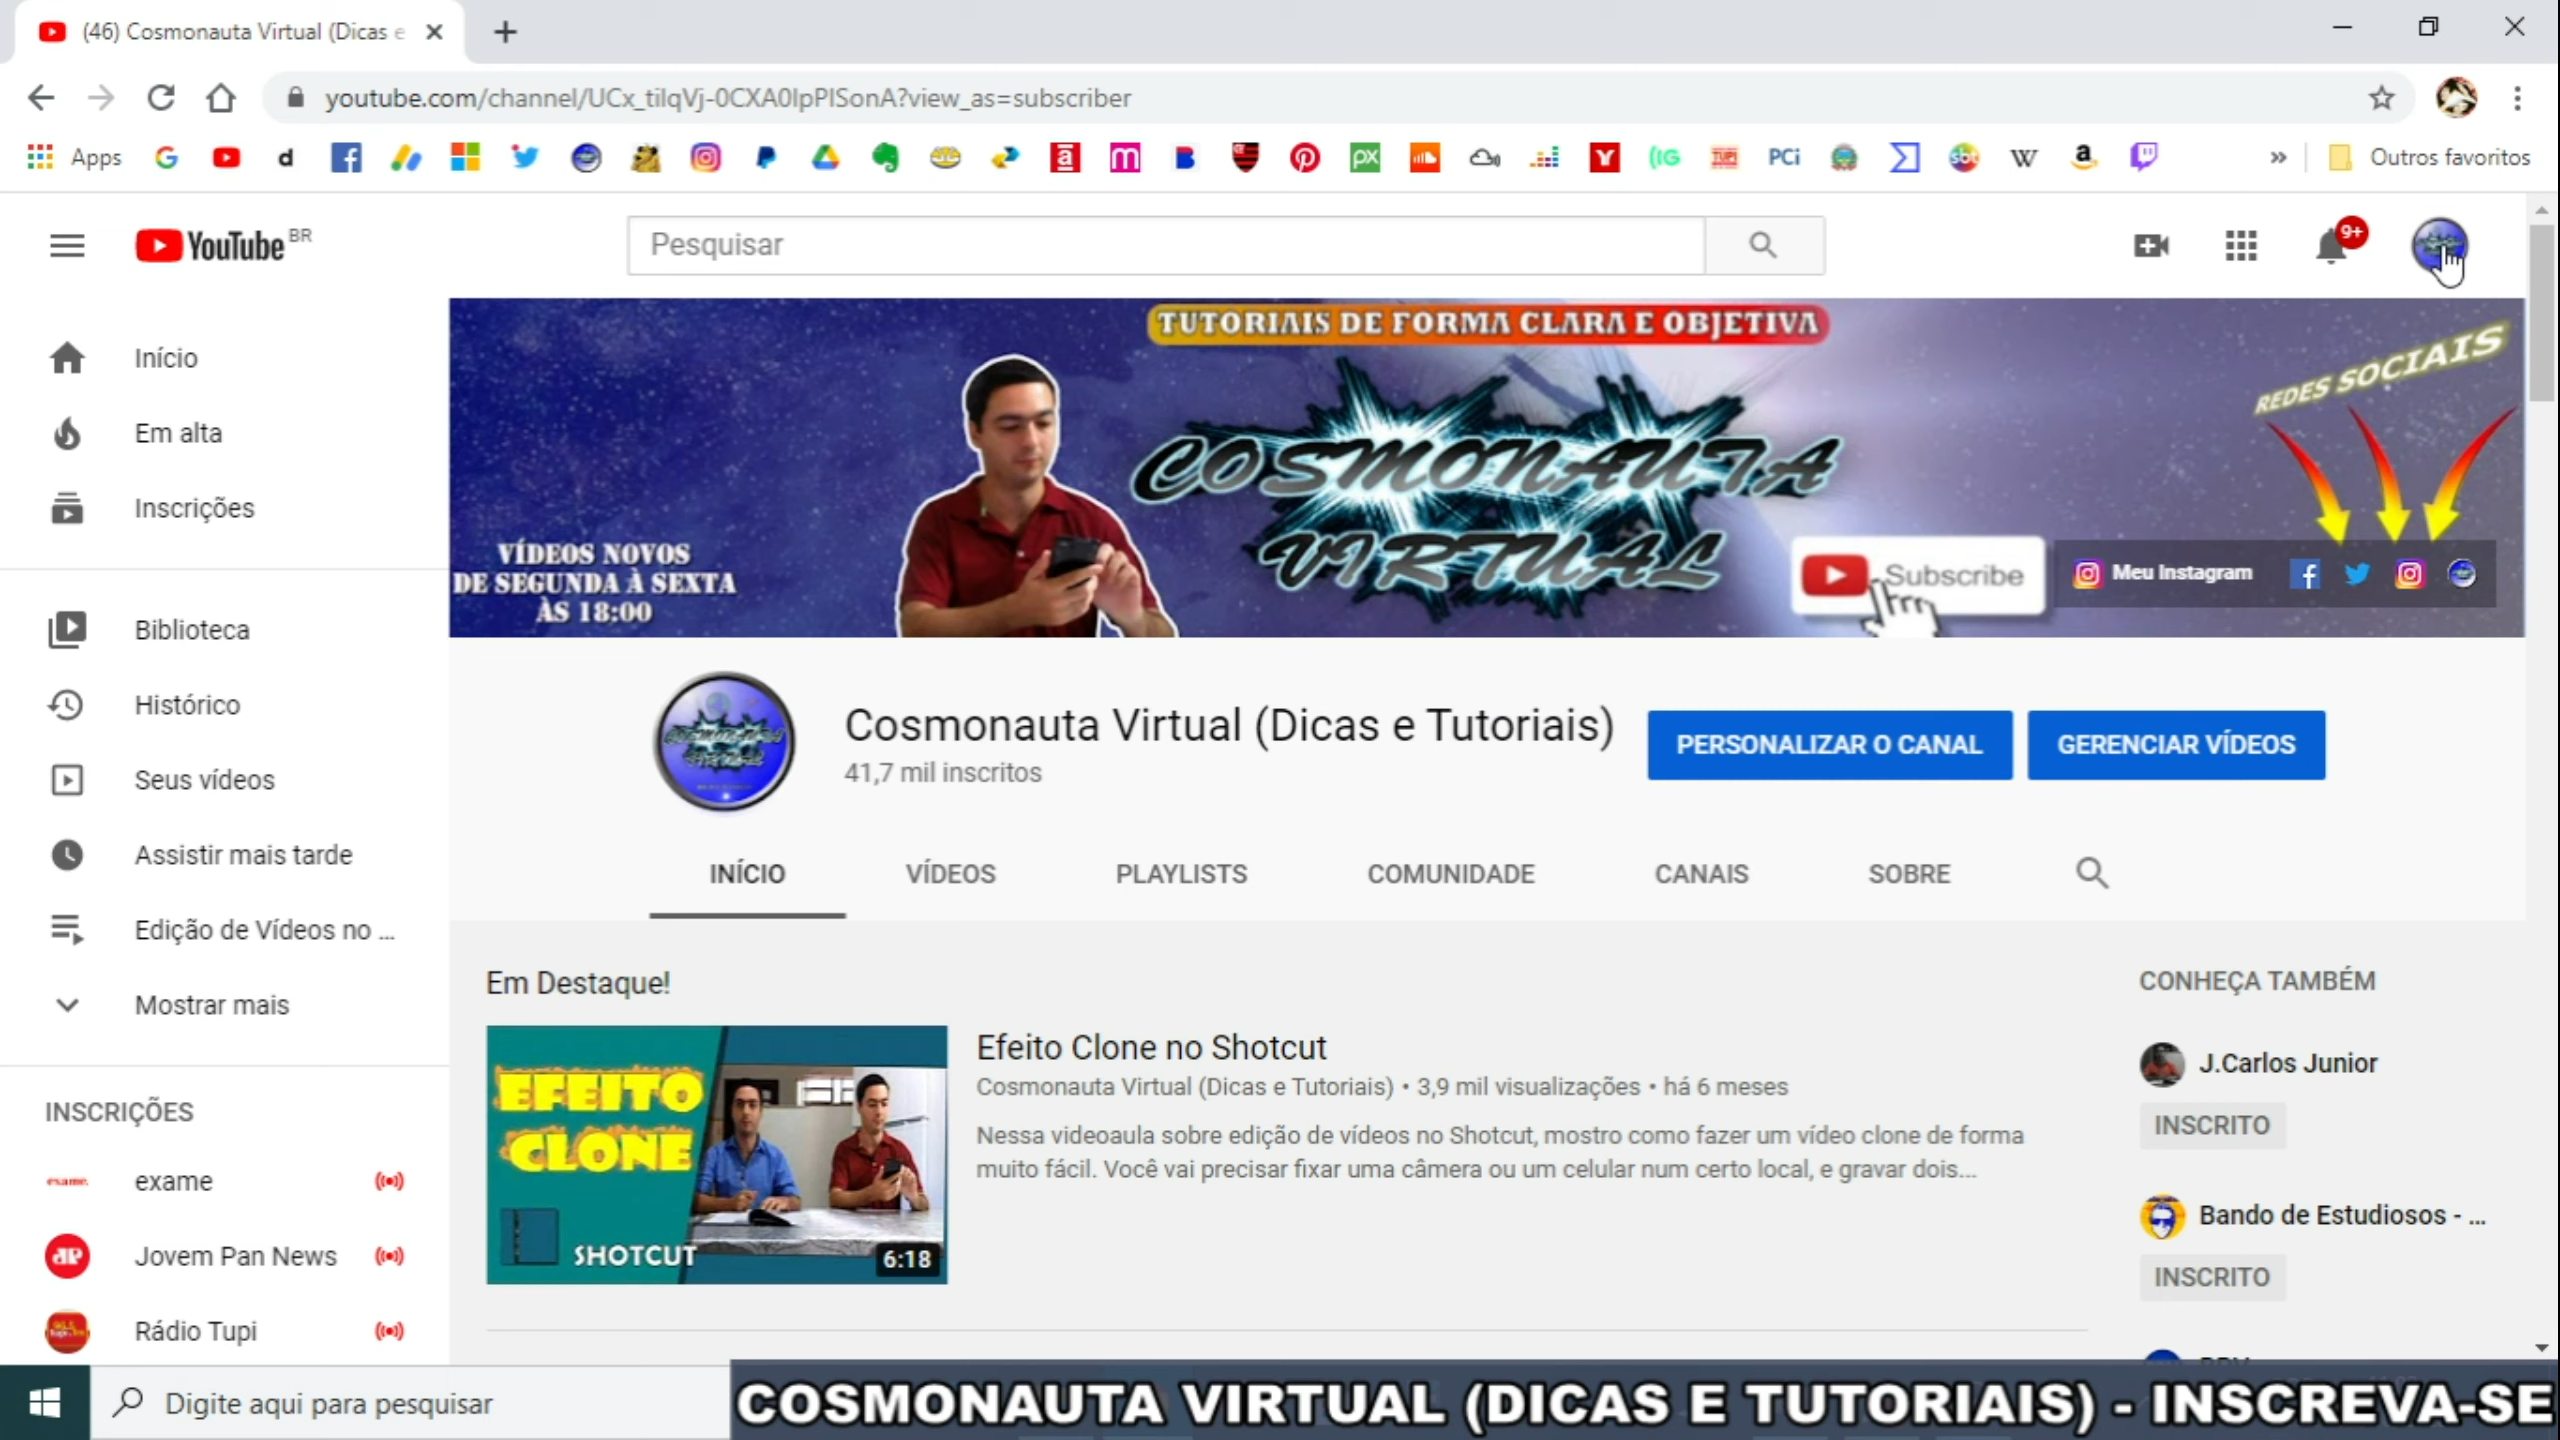 (46) Cosmonauta Virtual (Dicas e
youtube.com/channel/UCx_tilqVj-0CXA0IpPlSonA?view_as=subscriber
Apps
Outros favoritos
YouTube BR
Pesquisar
9+
Início
Em alta
Inscrições
Biblioteca
Histórico
Seus vídeos
Assistir mais tarde
Edição de Vídeos no ...
Mostrar mais
INSCRIÇÕES
exame
Jovem Pan News
Rádio Tupi
TUTORIAIS DE FORMA CLARA E OBJETIVA
REDES SOCIAIS
COSMONAUTA
VIRTUAL
VÍDEOS NOVOS
DE SEGUNDA À SEXTA
ÀS 18:00
Subscribe
Meu Instagram
Cosmonauta Virtual (Dicas e Tutoriais)
41,7 mil inscritos
PERSONALIZAR O CANAL
GERENCIAR VÍDEOS
INÍCIO
VÍDEOS
PLAYLISTS
COMUNIDADE
CANAIS
SOBRE
Em Destaque!
EFEITO
CLONE
SHOTCUT
6:18
Efeito Clone no Shotcut
Cosmonauta Virtual (Dicas e Tutoriais) • 3,9 mil visualizações • há 6 meses
Nessa videoaula sobre edição de vídeos no Shotcut, mostro como fazer um vídeo clone de forma
muito fácil. Você vai precisar fixar uma câmera ou um celular num certo local, e gravar dois...
CONHEÇA TAMBÉM
J.Carlos Junior
INSCRITO
Bando de Estudiosos - ...
INSCRITO
Digite aqui para pesquisar
COSMONAUTA VIRTUAL (DICAS E TUTORIAIS) - INSCREVA-SE